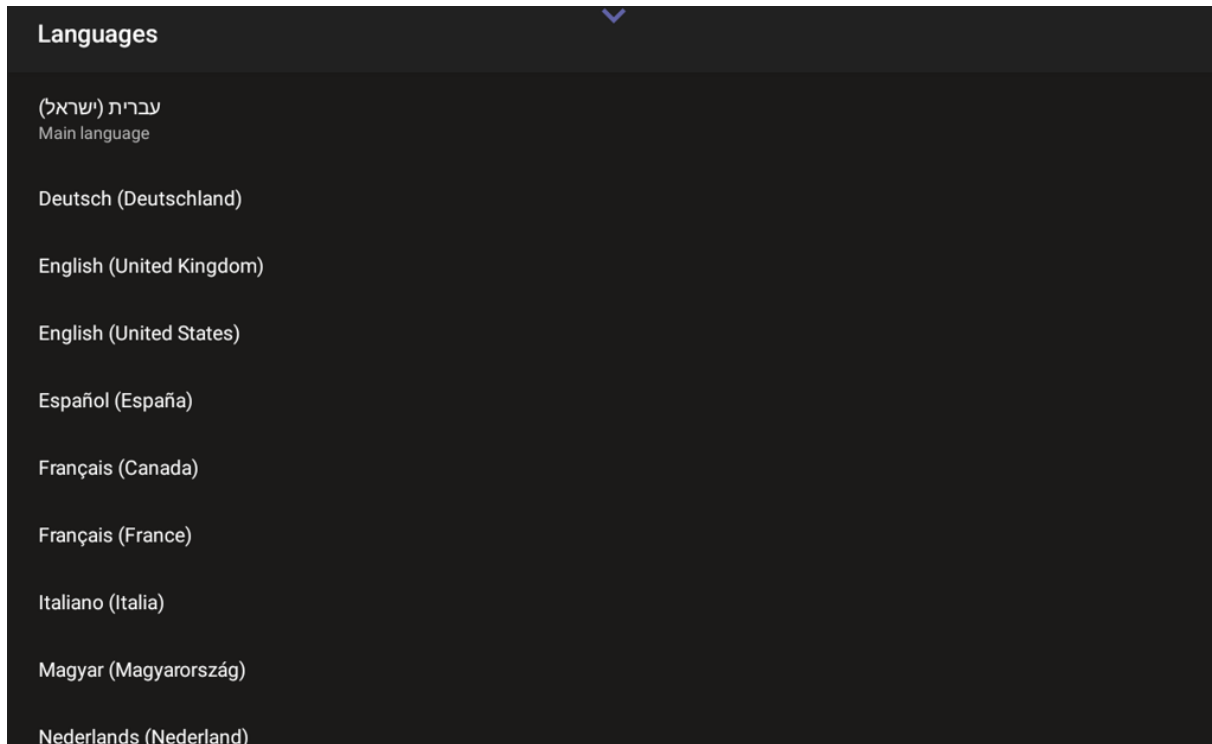 Languages
עברית (ישראל)
Main language
Deutsch (Deutschland)
English (United Kingdom)
English (United States)
Español (España)
Français (Canada)
Français (France)
Italiano (Italia)
Magyar (Magyarország)
Nederlands (Nederland)